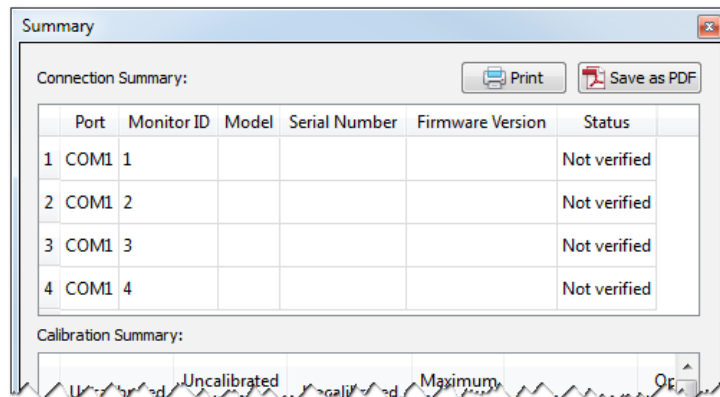 Summary
Connection Summary:
Print
Save as PDF
Port Monitor ID Model Serial Number Firmware Version Status
1 COM1 1 Not verified
2 COM1 2 Not verified
3 COM1 3 Not verified
4 COM1 4 Not verified
Calibration Summary:
Uncalibrated
Maximum